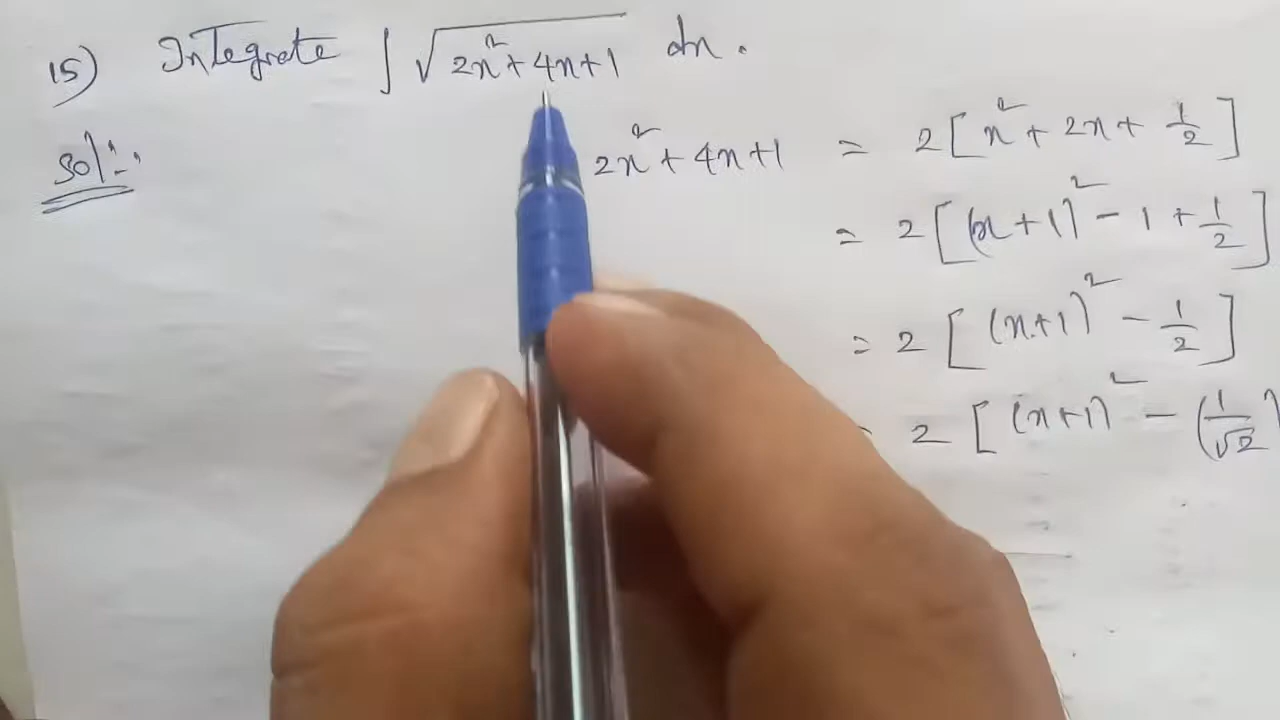 15) Integrate ∫ √(2x²+4x+1) dx.
Sol:- 2x²+4x+1 = 2[x²+2x+1/2]
= 2[(x+1)²-1+1/2]
= 2[(x+1)²-1/2]
= 2[(x+1)²-(1/√2)